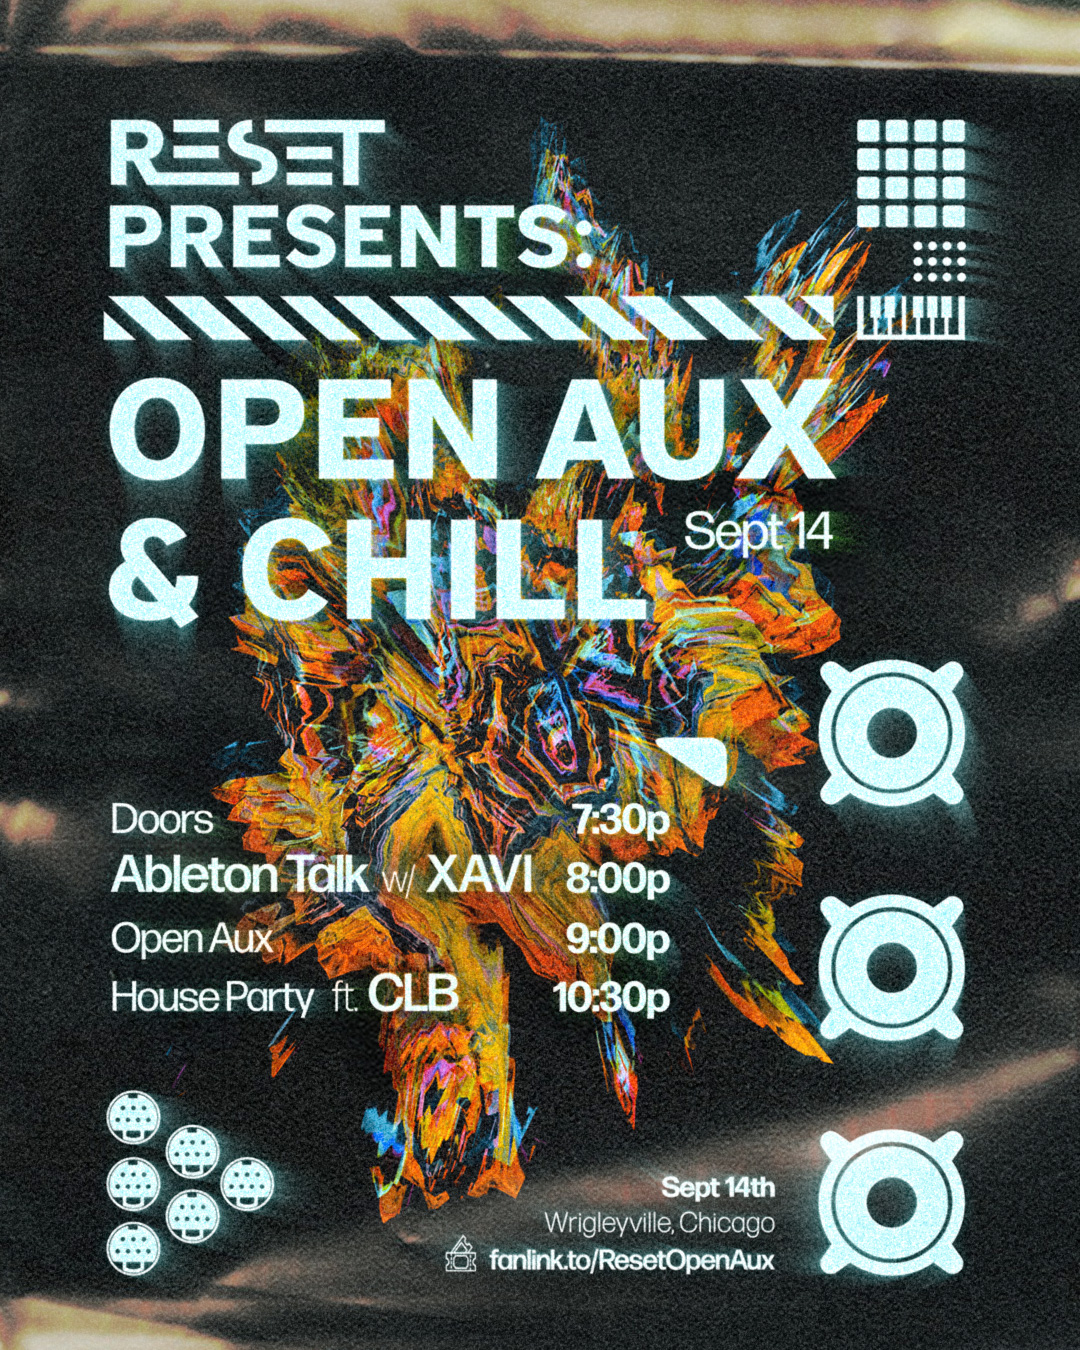 RESET
PRESENTS:
OPEN AUX
& CHILL
Sept 14
Doors 7:30p
Ableton Talk w/ XAVI 8:00p
Open Aux 9:00p
House Party ft. CLB 10:30p
Sept 14th
Wrigleyville, Chicago
fanlink.to/ResetOpenAux